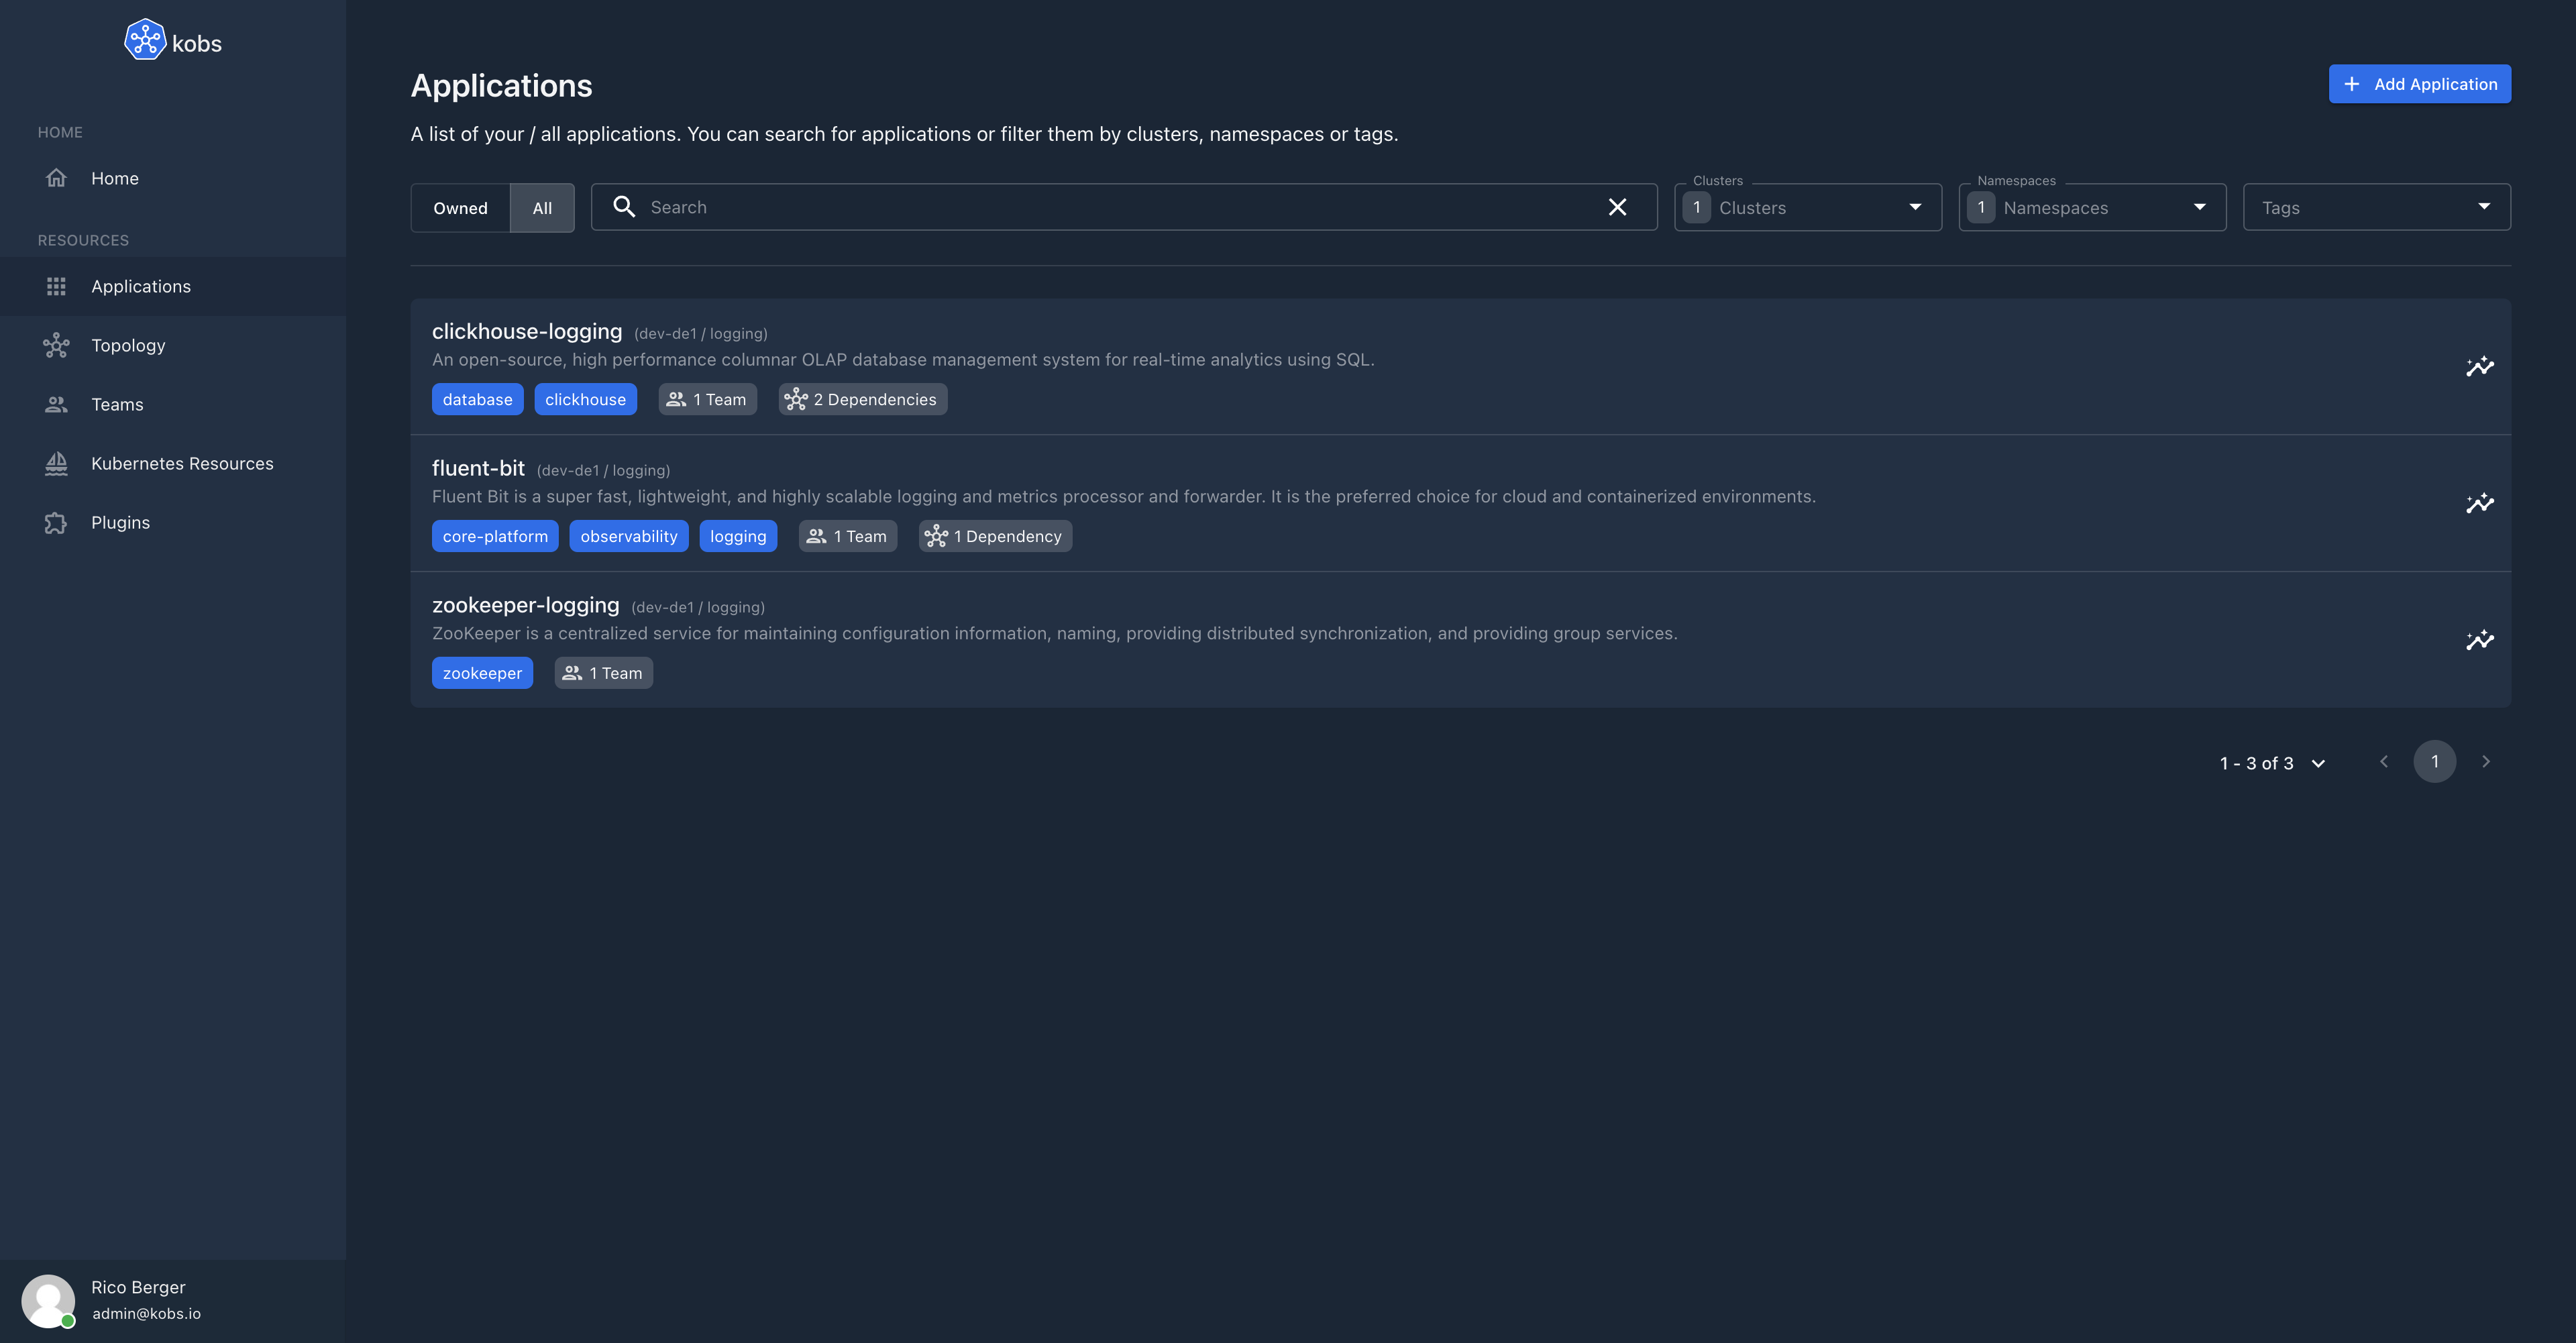 kobs
HOME
Home
RESOURCES
Applications
Topology
Teams
Kubernetes Resources
Plugins
Rico Berger
admin@kobs.io
Applications
Add Application
A list of your / all applications. You can search for applications or filter them by clusters, namespaces or tags.
Owned All Search Clusters 1 Clusters Namespaces 1 Namespaces Tags
clickhouse-logging (dev-de1 / logging)
An open-source, high performance columnar OLAP database management system for real-time analytics using SQL.
database clickhouse 1 Team 2 Dependencies
fluent-bit (dev-de1 / logging)
Fluent Bit is a super fast, lightweight, and highly scalable logging and metrics processor and forwarder. It is the preferred choice for cloud and containerized environments.
core-platform observability logging 1 Team 1 Dependency
zookeeper-logging (dev-de1 / logging)
ZooKeeper is a centralized service for maintaining configuration information, naming, providing distributed synchronization, and providing group services.
zookeeper 1 Team
1 - 3 of 3 1